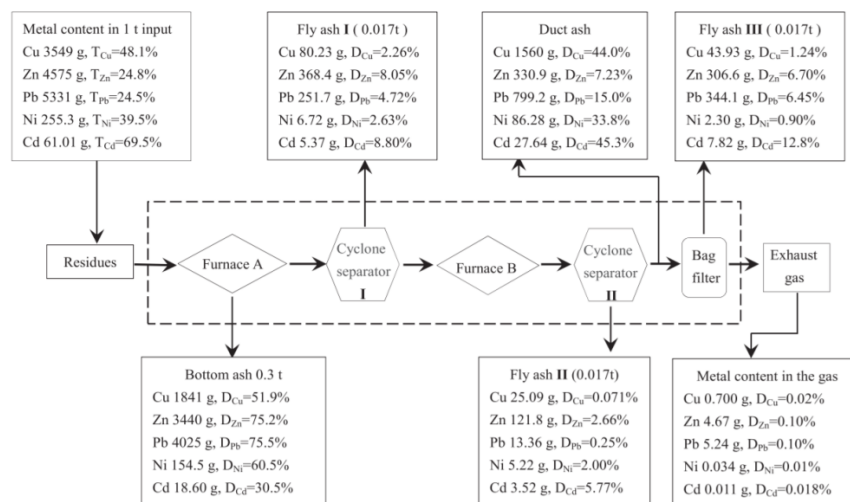 Metal content in 1 t input
Cu 3549 g, T_Cu=48.1%
Zn 4575 g, T_Zn=24.8%
Pb 5331 g, T_Pb=24.5%
Ni 255.3 g, T_Ni=39.5%
Cd 61.01 g, T_Cd=69.5%
Fly ash I ( 0.017t )
Cu 80.23 g, D_Cu=2.26%
Zn 368.4 g, D_Zn=8.05%
Pb 251.7 g, D_Pb=4.72%
Ni 6.72 g, D_Ni=2.63%
Cd 5.37 g, D_Cd=8.80%
Duct ash
Cu 1560 g, D_Cu=44.0%
Zn 330.9 g, D_Zn=7.23%
Pb 799.2 g, D_Pb=15.0%
Ni 86.28 g, D_Ni=33.8%
Cd 27.64 g, D_Cd=45.3%
Fly ash III ( 0.017t )
Cu 43.93 g, D_Cu=1.24%
Zn 306.6 g, D_Zn=6.70%
Pb 344.1 g, D_Pb=6.45%
Ni 2.30 g, D_Ni=0.90%
Cd 7.82 g, D_Cd=12.8%
Residues
Furnace A
Cyclone
separator
I
Furnace B
Cyclone
separator
II
Bag
filter
Exhaust
gas
Bottom ash 0.3 t
Cu 1841 g, D_Cu=51.9%
Zn 3440 g, D_Zn=75.2%
Pb 4025 g, D_Pb=75.5%
Ni 154.5 g, D_Ni=60.5%
Cd 18.60 g, D_Cd=30.5%
Fly ash II (0.017t)
Cu 25.09 g, D_Cu=0.071%
Zn 121.8 g, D_Zn=2.66%
Pb 13.36 g, D_Pb=0.25%
Ni 5.22 g, D_Ni=2.00%
Cd 3.52 g, D_Cd=5.77%
Metal content in the gas
Cu 0.700 g, D_Cu=0.02%
Zn 4.67 g, D_Zn=0.10%
Pb 5.24 g, D_Pb=0.10%
Ni 0.034 g, D_Ni=0.01%
Cd 0.011 g, D_Cd=0.018%